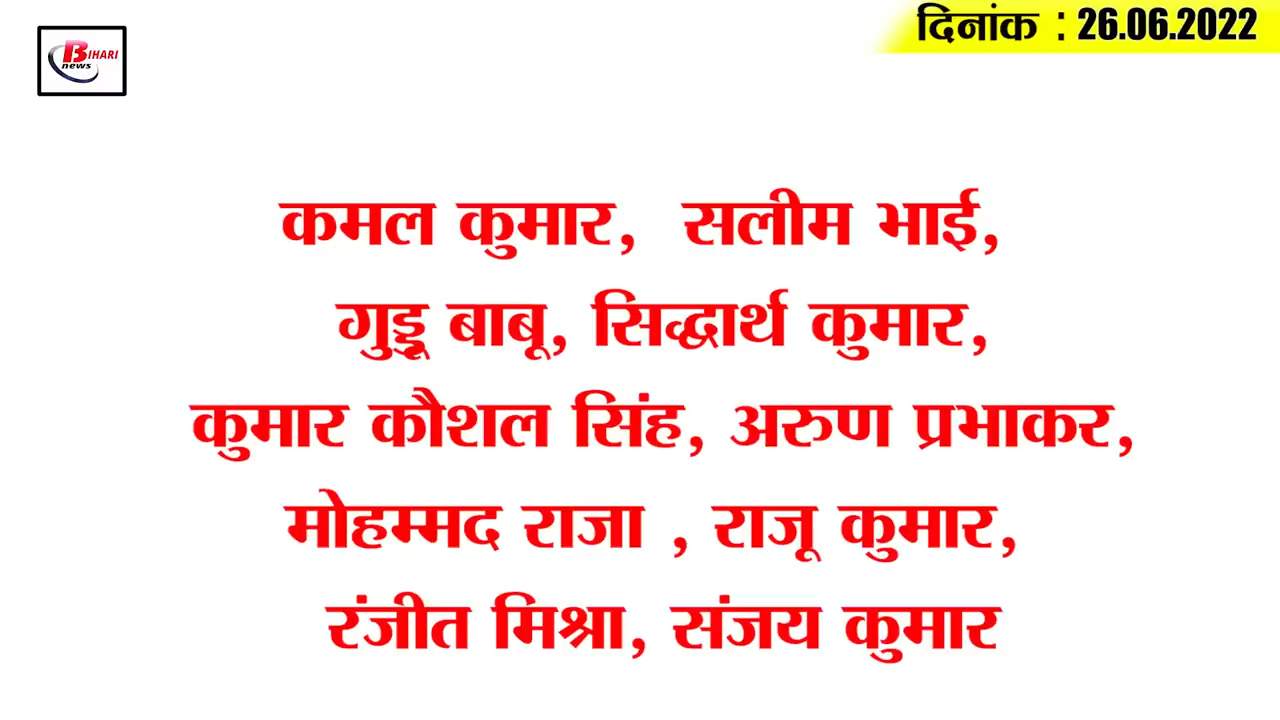 BIHARI
news
दिनांक : 26.06.2022
कमल कुमार, सलीम भाई,
गुड्डू बाबू, सिद्धार्थ कुमार,
कुमार कौशल सिंह, अरुण प्रभाकर,
मोहम्मद राजा , राजू कुमार,
रंजीत मिश्रा, संजय कुमार